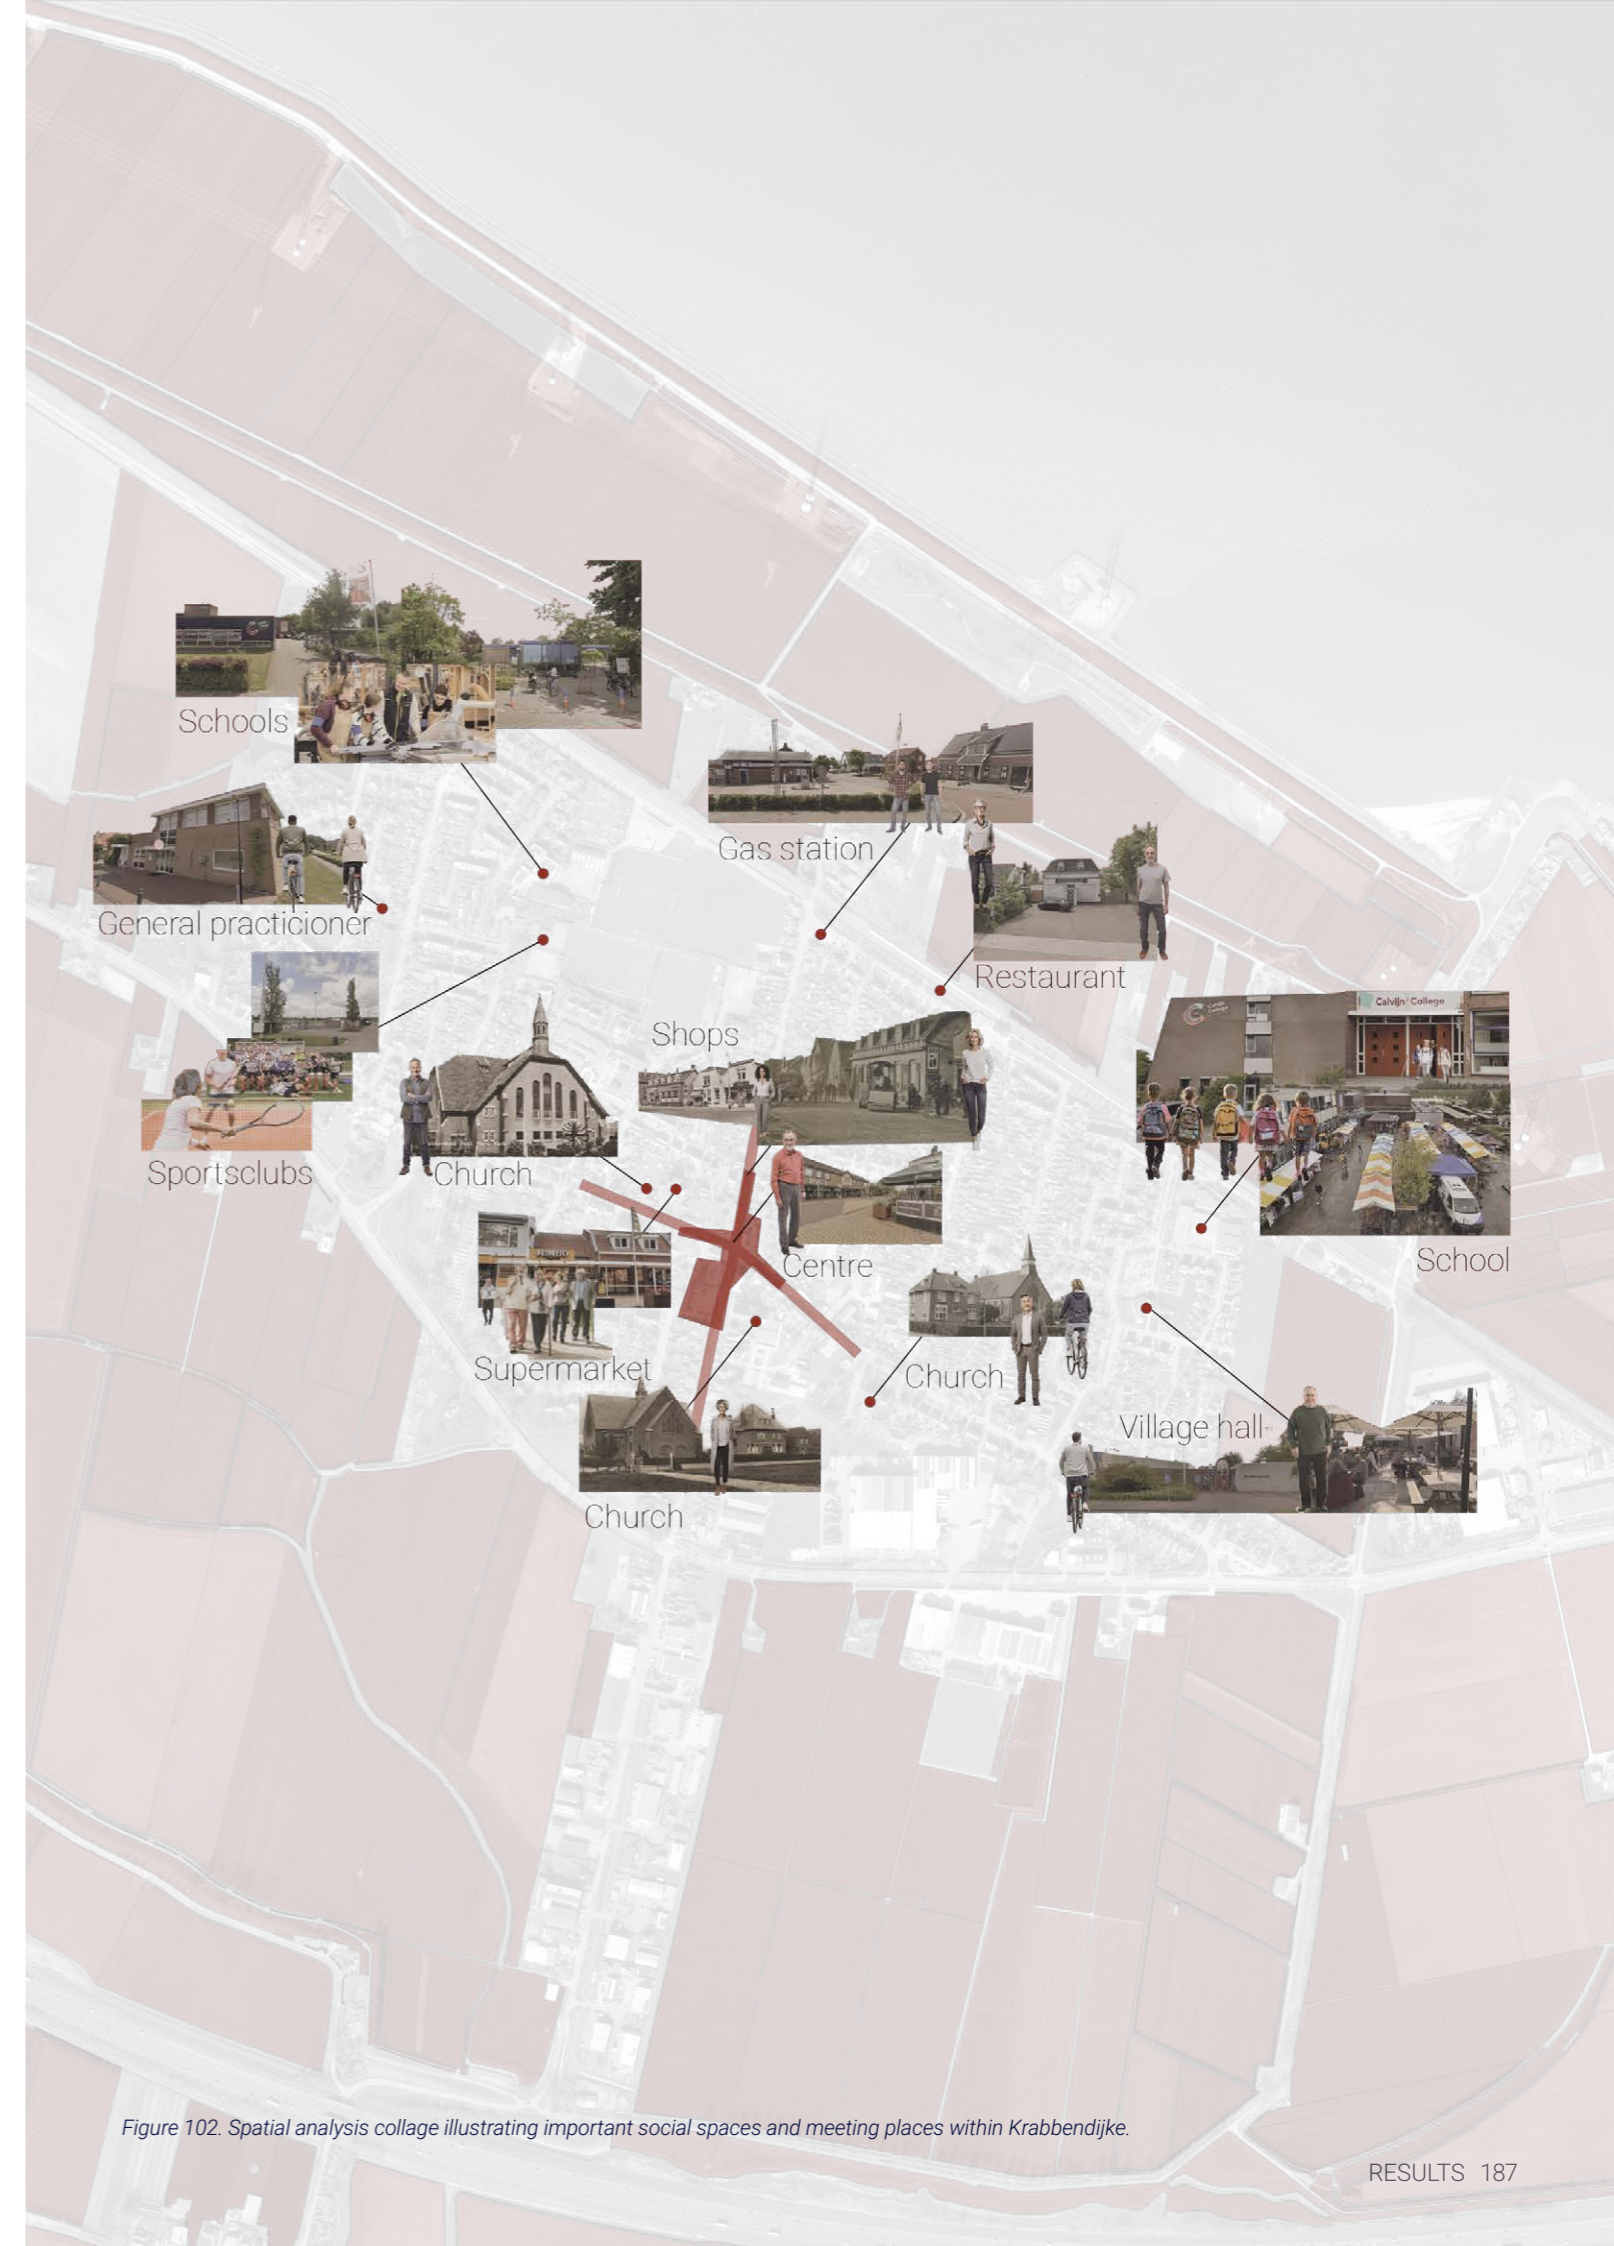 Schools
Gas station
General practicioner
Restaurant
Calvijn College
Shops
Sportsclubs
Church
JUMBO
Centre
School
Supermarket
Church
Village hall
Church
Figure 102. Spatial analysis collage illustrating important social spaces and meeting places within Krabbendijke.
RESULTS 187